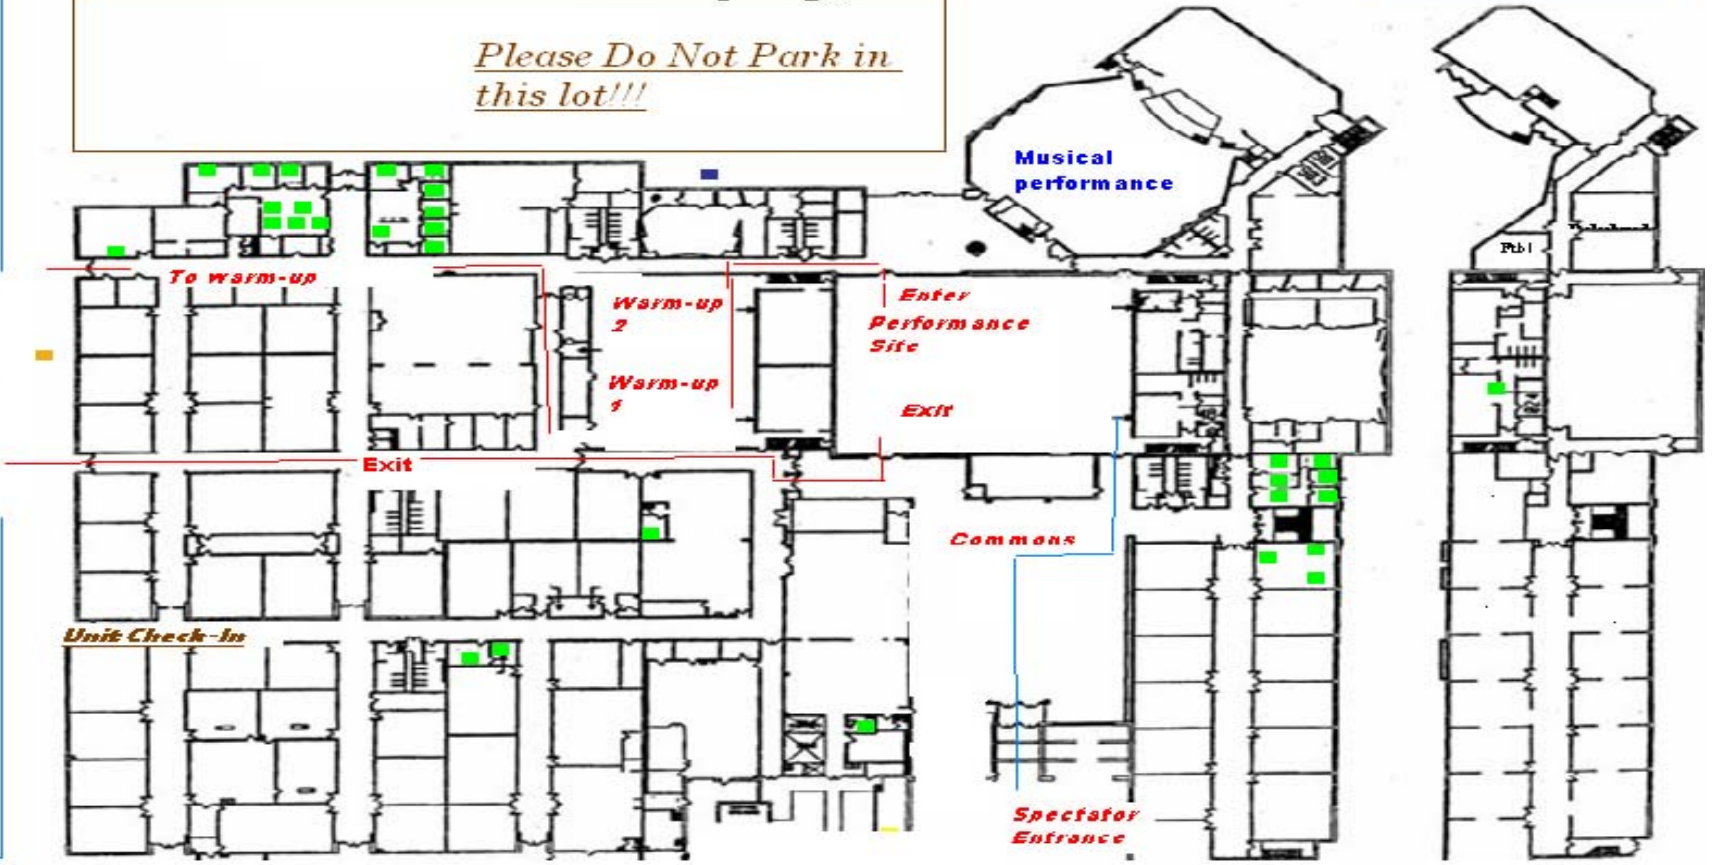 Please Do Not Park in
this lot!!!
Musical
performance
To warm-up
Warm-up
2
Enter
Performance
Site
Warm-up
1
Exit
Exit
Commons
Unit Check-In
Spectator
Entrance
Ftbl